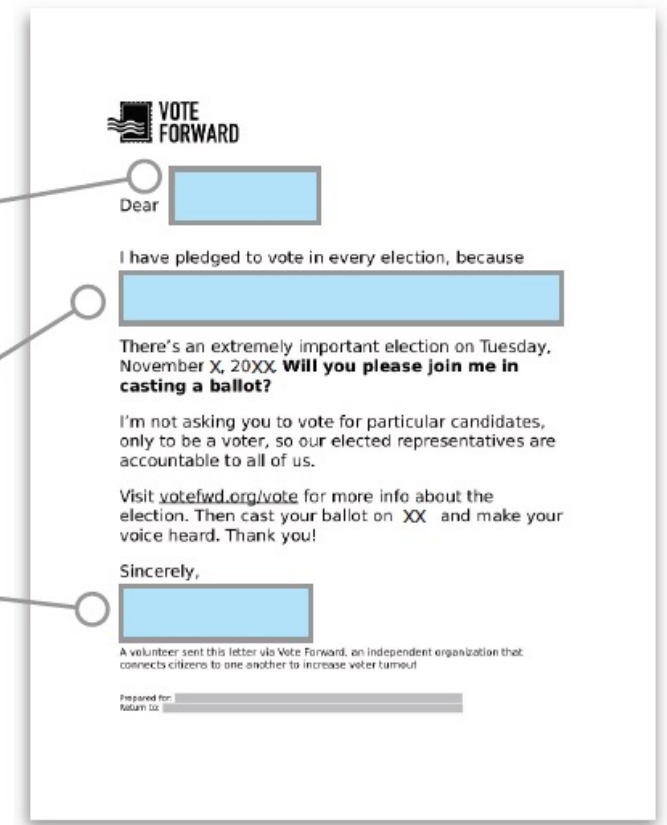 VOTE
FORWARD
Dear
I have pledged to vote in every election, because
There's an extremely important election on Tuesday,
November X, 20XX Will you please join me in
casting a ballot?
I'm not asking you to vote for particular candidates,
only to be a voter, so our elected representatives are
accountable to all of us.
Visit votefwd.org/vote for more info about the
election. Then cast your ballot on XX and make your
voice heard. Thank you!
Sincerely,
A volunteer sent this letter via Vote Forward, an independent organization that
connects citizens to one another to increase voter turnout
Prepared for:
Return to: